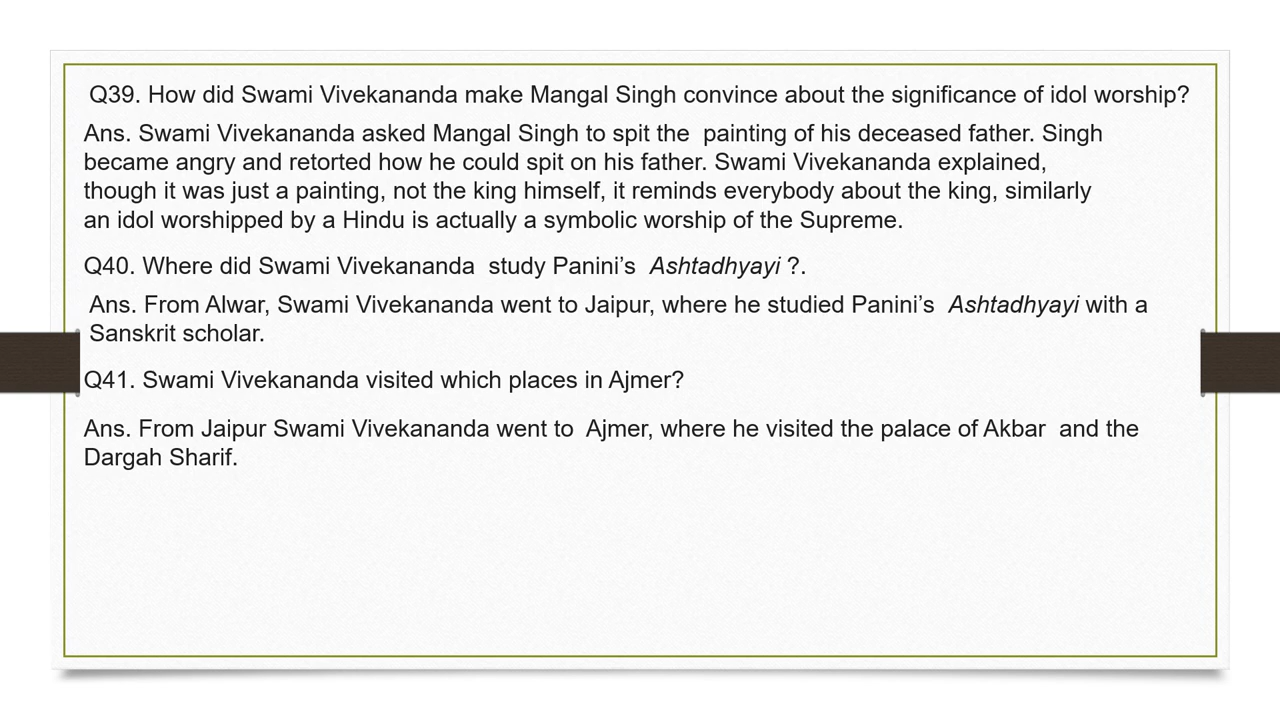 Q39. How did Swami Vivekananda make Mangal Singh convince about the significance of idol worship?
Ans. Swami Vivekananda asked Mangal Singh to spit the  painting of his deceased father. Singh
became angry and retorted how he could spit on his father. Swami Vivekananda explained,
though it was just a painting, not the king himself, it reminds everybody about the king, similarly
an idol worshipped by a Hindu is actually a symbolic worship of the Supreme.
Q40. Where did Swami Vivekananda  study Panini’s  Ashtadhyayi ?.
Ans. From Alwar, Swami Vivekananda went to Jaipur, where he studied Panini’s  Ashtadhyayi with a
Sanskrit scholar.
Q41. Swami Vivekananda visited which places in Ajmer?
Ans. From Jaipur Swami Vivekananda went to  Ajmer, where he visited the palace of Akbar  and the
Dargah Sharif.